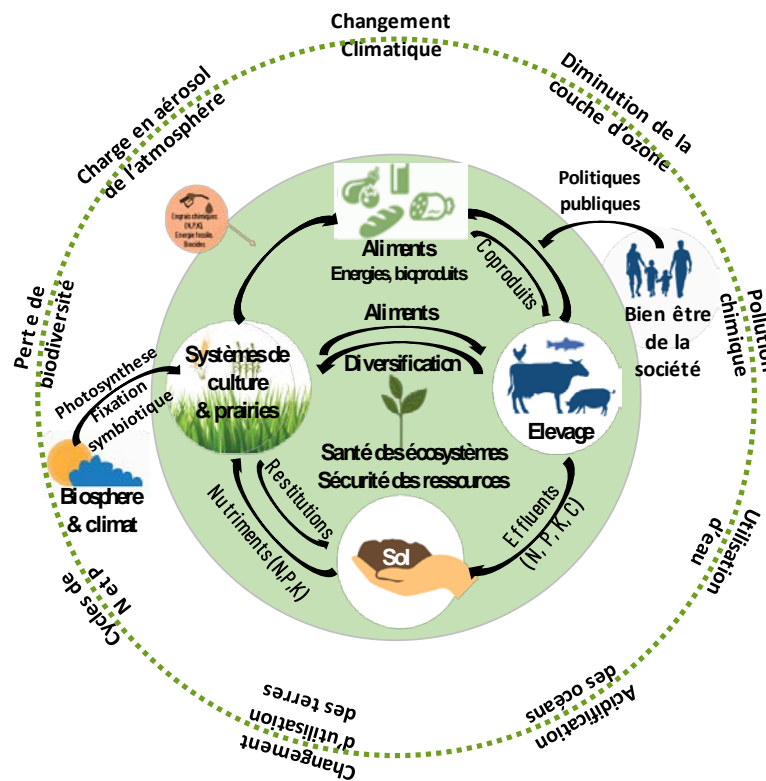 Changement
Climatique
Diminution de la
couche d'ozone
Pollution
chimique
Utilisation
d'eau
Acidification
des océans
Changement
d'utilisation
des terres
Cycles de
N et P
Perte de
biodiversité
Charge en aérosol
de l'atmosphére
Engrais chimiques
(N,P,K)
Energie fossile,
Biocides
Aliments
Energies, bioproduits
Coproduits
Politiques
publiques
Bien être
de la
société
Aliments
Diversification
Systèmes de
culture
& prairies
Elevage
Photosynthese
Fixation
symbiotique
Biosphere
& climat
Santé des écosystèmes
Sécurité des ressources
Restitutions
Nutriments (N,P,K)
Sol
Effluents
(N, P, K, C)